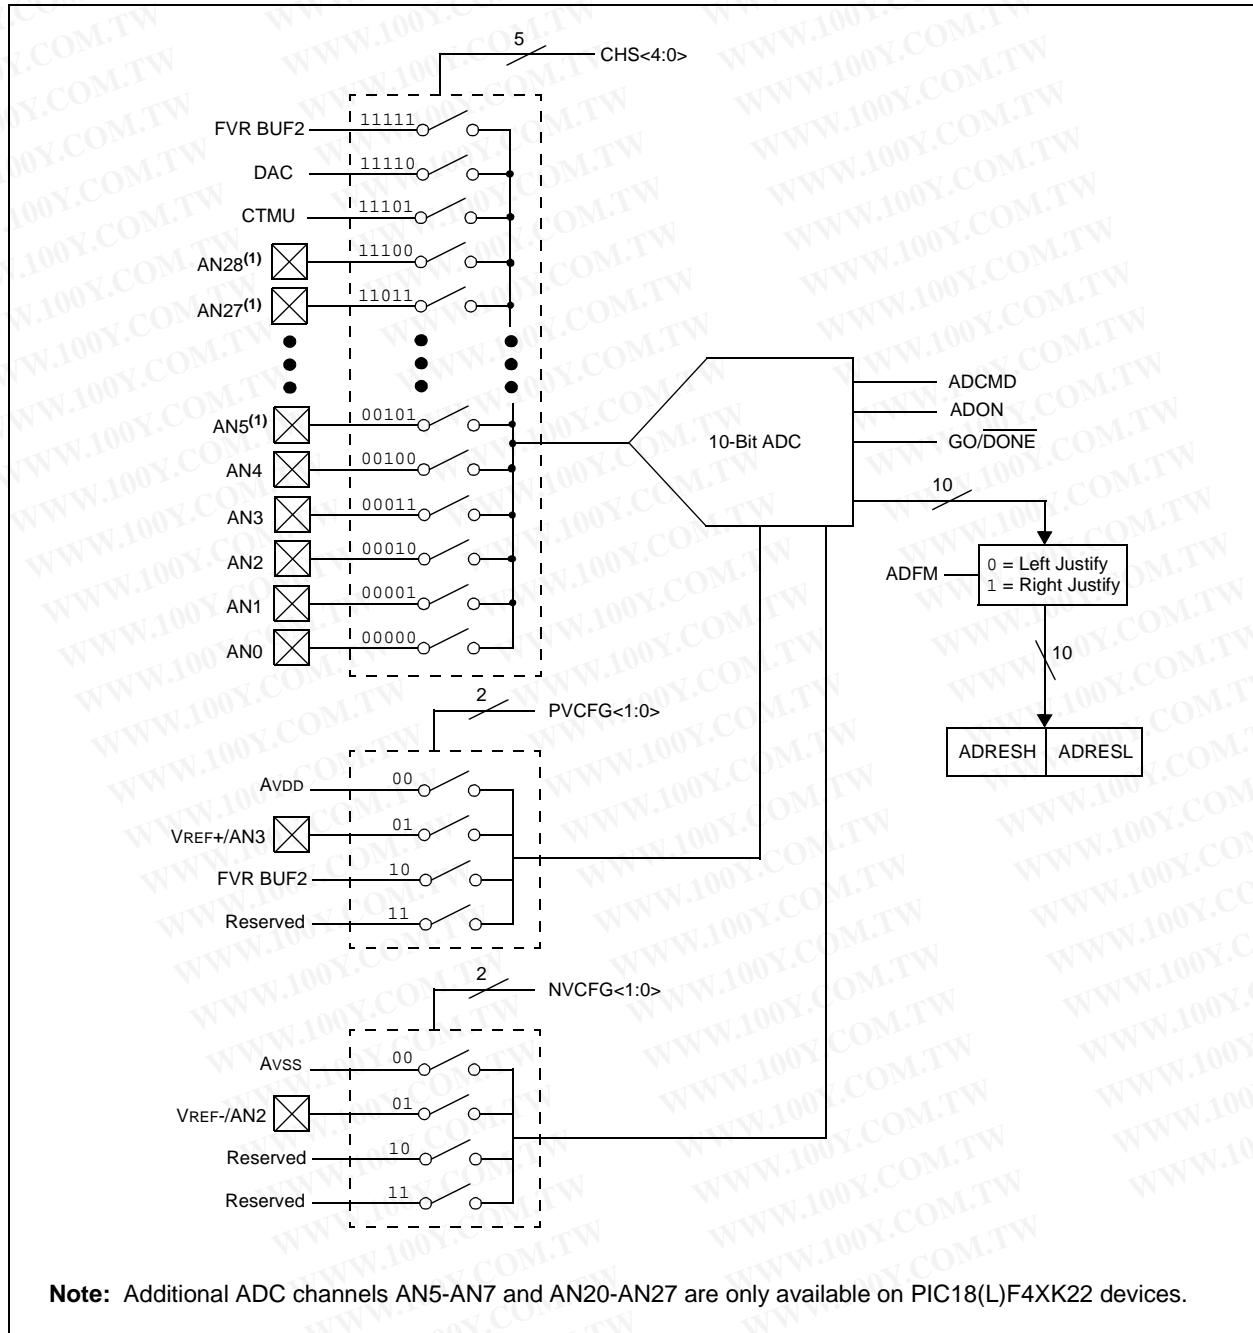 5
CHS<4:0>
FVR BUF2 11111
DAC 11110
CTMU 11101
AN28(1) 11100
AN27(1) 11011
AN5(1) 00101
AN4 00100
AN3 00011
AN2 00010
AN1 00001
AN0 00000
10-Bit ADC
ADCMD
ADON
GO/DONE
10
ADFM
0 = Left Justify
1 = Right Justify
10
ADRESH ADRESL
2
PVCFG<1:0>
AVDD 00
VREF+/AN3 01
FVR BUF2 10
Reserved 11
2
NVCFG<1:0>
AVSS 00
VREF-/AN2 01
Reserved 10
Reserved 11
Note: Additional ADC channels AN5-AN7 and AN20-AN27 are only available on PIC18(L)F4XK22 devices.
WWW.100Y.COM.TW